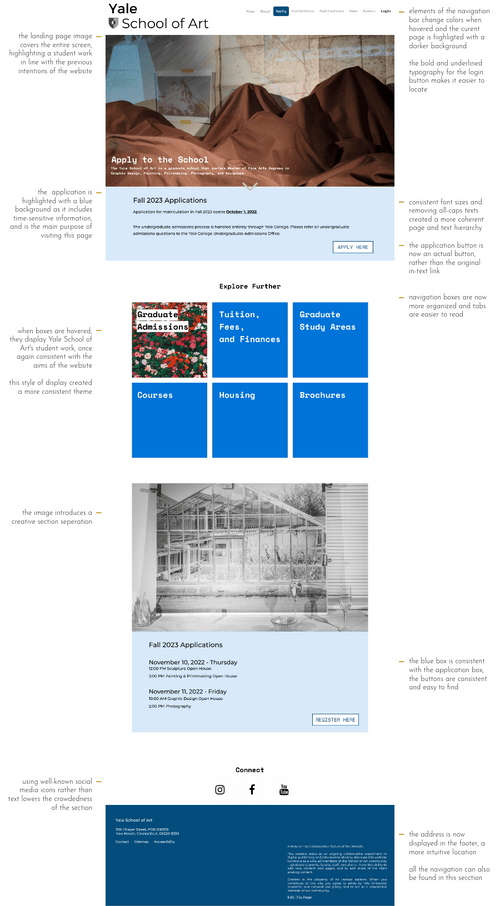 Yale
School of Art
Home
About
Apply
Exhibitions
Publications
News
Login
the landing page image
covers the entire screen,
highlighting a student work
in line with the previous
intentions of the website
elements of the navigation
bar change colors when
hovered and the curent
page is highligted with a
darker background
the bold and underlined
typography for the login
button makes it easier to
locate
Apply to the School
The Yale School of Art is a graduate school that confers Master of Fine Arts Degrees in
Graphic Design, Painting, Printmaking, Photography, and Sculpture
the application is
highlighted with a blue
background as it includes
time-sensitive information,
and is the main purpose of
visiting this page
Fall 2023 Applications
Application for matriculation in Fall 2023 opens October 1, 2022
The undergraduate admissions process is handled entirely through Yale College. Please refer all undergraduate
admissions questions to the Yale College Undergraduate Admissions Office.
APPLY HERE
consistent font sizes and
removing all-caps texts
created a more coherent
page and text hierarchy
the application button is
now an actual button,
rather than the original
in-text link
Explore Further
navigation boxes are now
more organized and tabs
are easier to read
Graduate
Admissions
Tuition,
Fees,
and Finances
Graduate
Study Areas
when boxes are hovered,
they display Yale School of
Art's student work, once
again consistent with the
aims of the website
this style of display created
a more consistent theme
Courses
Housing
Brochures
the image introduces a
creative section seperation
Fall 2023 Applications
November 10, 2022 - Thursday
12:00 PM Sculpture Open House
3:00 PM Painting & Printmaking Open House
November 11, 2022 - Friday
10:00 AM Graphic Design Open House
2:00 PM Photography
REGISTER HERE
the blue box is consistent
with the application box,
the buttons are consistent
and easy to find
Connect
using well-known social
media icons rather than
text lowers the crowdedness
of the section
Yale School of Art
1156 Chapel Street, POB 208339
New Haven, Connecticut, 06520-8339
Contact Sitemap Accessibility
Edit This Page
the address is now
displayed in the footer, a
more intuitive location
all the navigation can also
be found in this secction